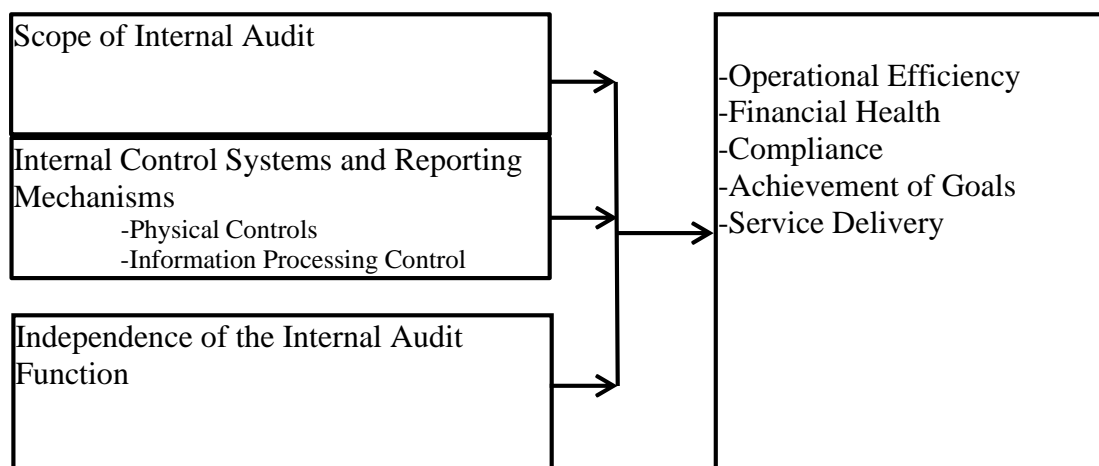 Scope of Internal Audit
Internal Control Systems and Reporting
Mechanisms
-Physical Controls
-Information Processing Control
Independence of the Internal Audit
Function
-Operational Efficiency
-Financial Health
-Compliance
-Achievement of Goals
-Service Delivery